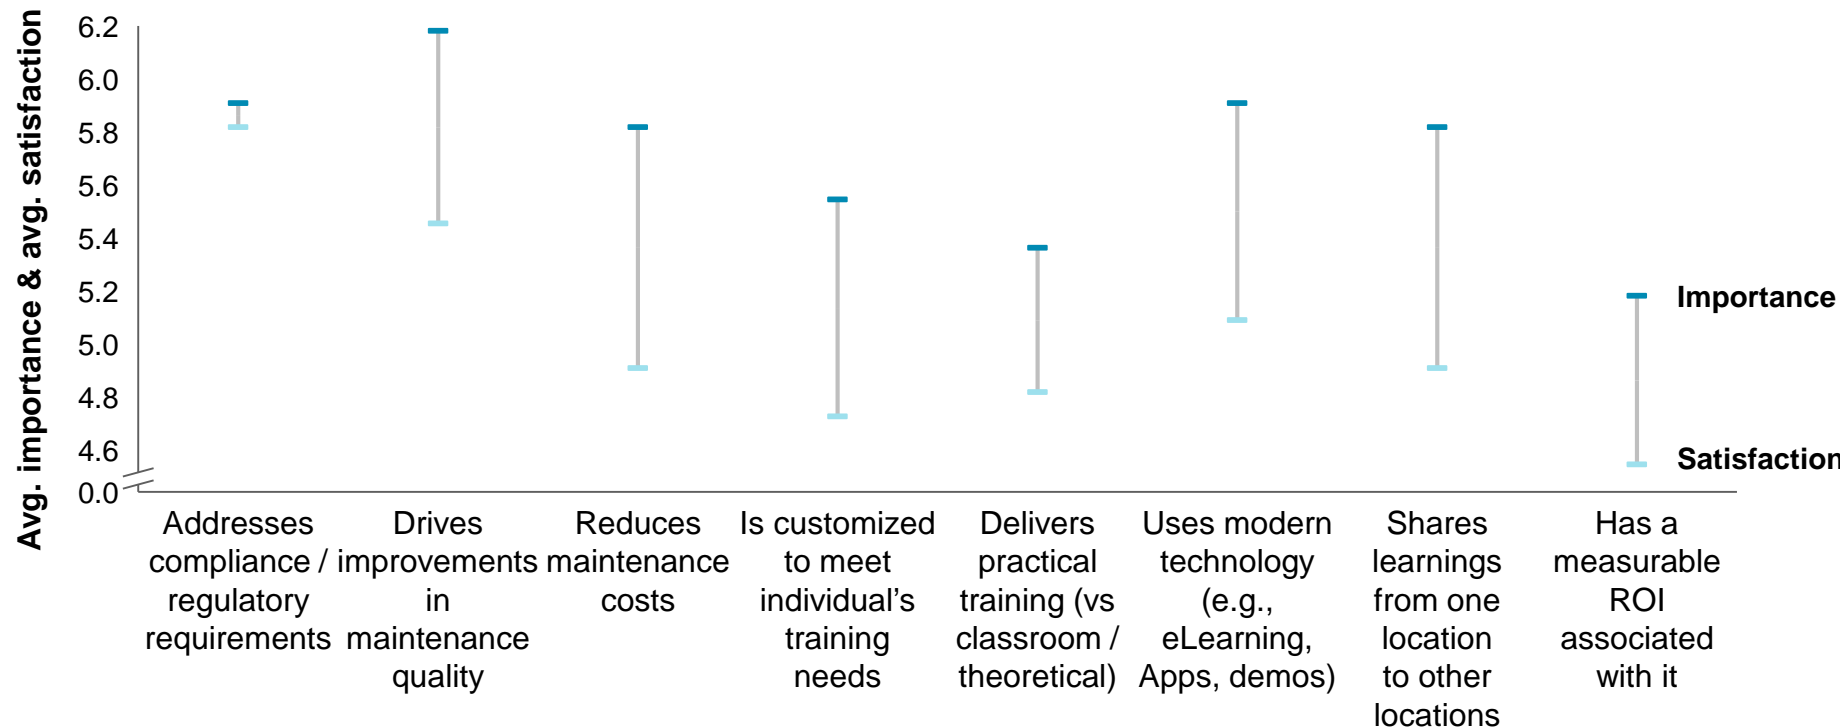 Avg. importance & avg. satisfaction
6.2
6.0
5.8
5.6
5.4
5.2
5.0
4.8
4.6
0.0
Importance
Satisfaction
Addresses
compliance /
regulatory
requirements
Drives
improvements
in
maintenance
quality
Reduces
maintenance
costs
Is customized
to meet
individual’s
training
needs
Delivers
practical
training (vs
classroom /
theoretical)
Uses modern
technology
(e.g.,
eLearning,
Apps, demos)
Shares
learnings
from one
location
to other
locations
Has a
measurable
ROI
associated
with it